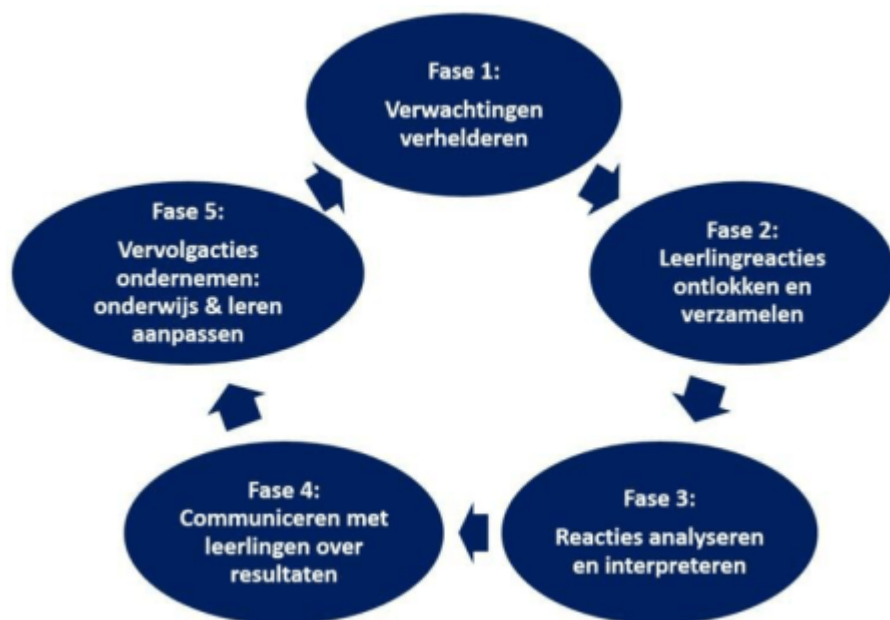 Fase 1:
Verwachtingen
verhelderen
Fase 2:
Leerlingreacties
ontlokken en
verzamelen
Fase 3:
Reacties analyseren
en interpreteren
Fase 4:
Communiceren met
leerlingen over
resultaten
Fase 5:
Vervolgacties
ondernemen:
onderwijs & leren
aanpassen